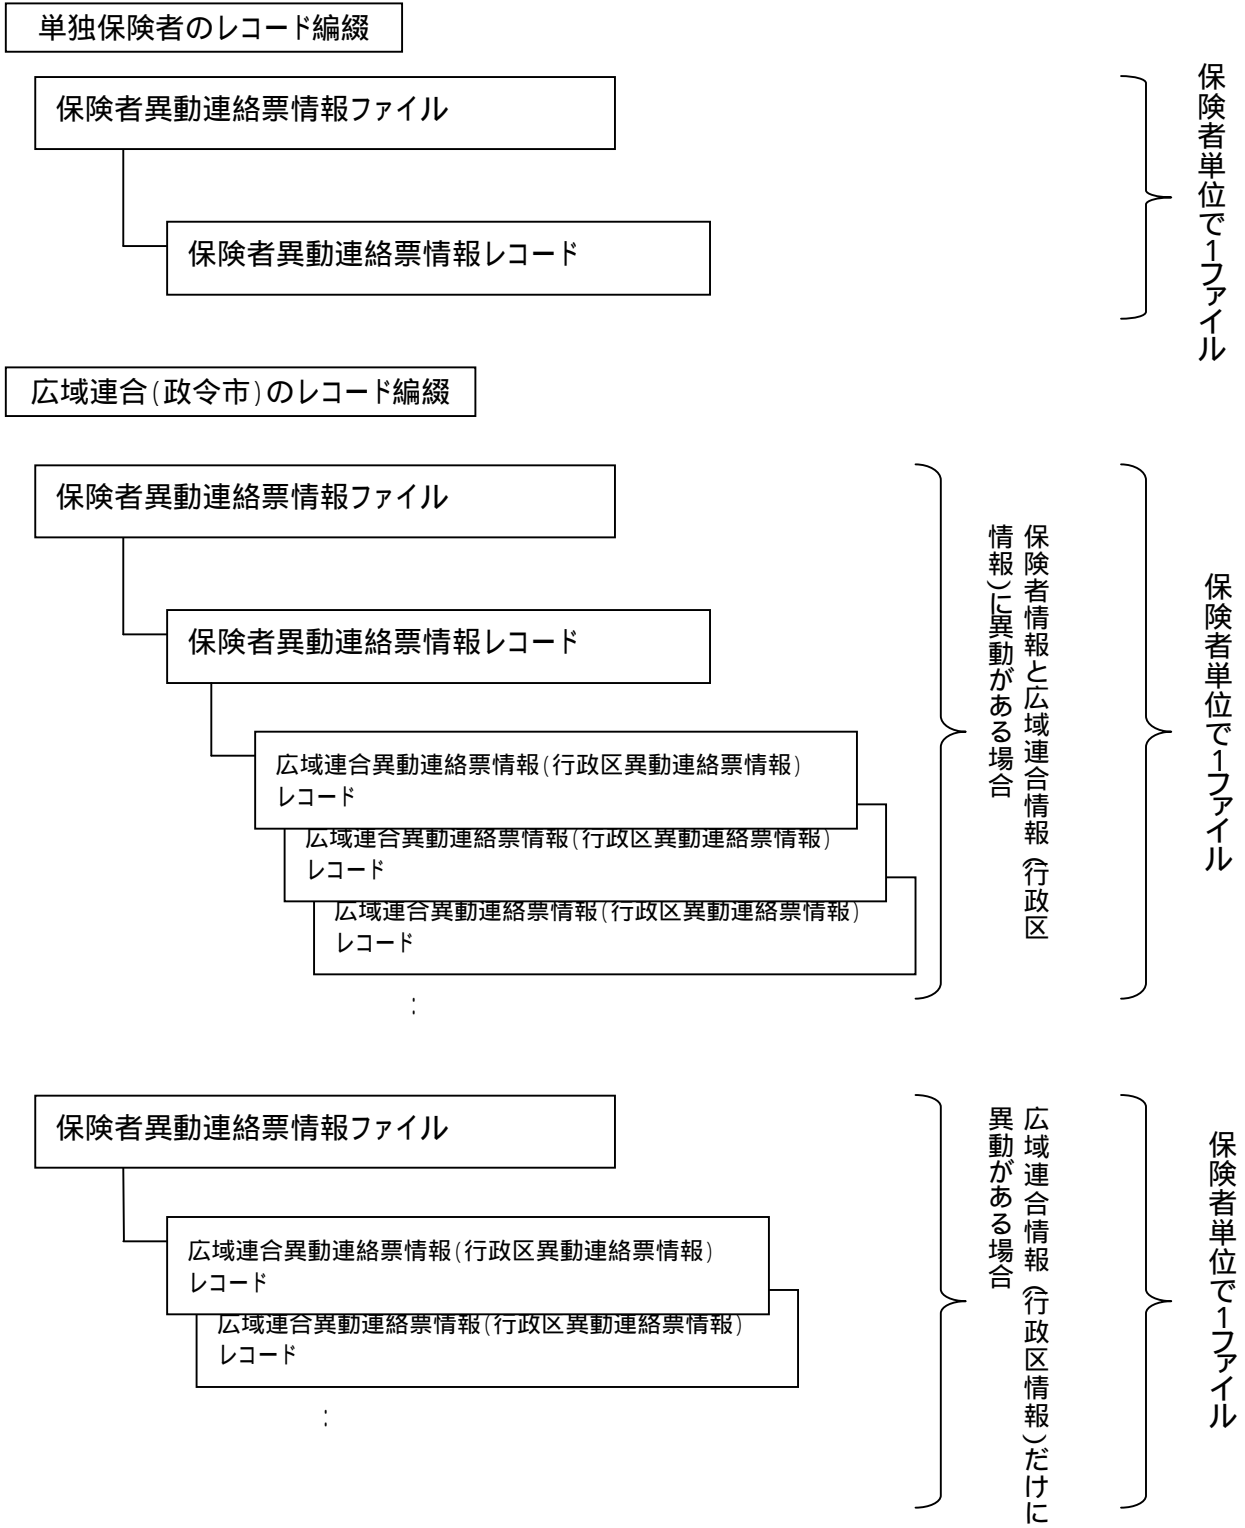 単独保険者のレコード編綴
保険者異動連絡票情報ファイル
保険者異動連絡票情報レコード
保険者単位で1ファイル
広域連合(政令市)のレコード編綴
保険者異動連絡票情報ファイル
保険者異動連絡票情報レコード
広域連合異動連絡票情報(行政区異動連絡票情報)
レコード
広域連合異動連絡票情報(行政区異動連絡票情報)
レコード
広域連合異動連絡票情報(行政区異動連絡票情報)
レコード
:
保険者情報と広域連合情報(行政区
情報)に異動がある場合
保険者単位で1ファイル
保険者異動連絡票情報ファイル
広域連合異動連絡票情報(行政区異動連絡票情報)
レコード
広域連合異動連絡票情報(行政区異動連絡票情報)
レコード
:
広域連合情報(行政区情報)だけに
異動がある場合
保険者単位で1ファイル